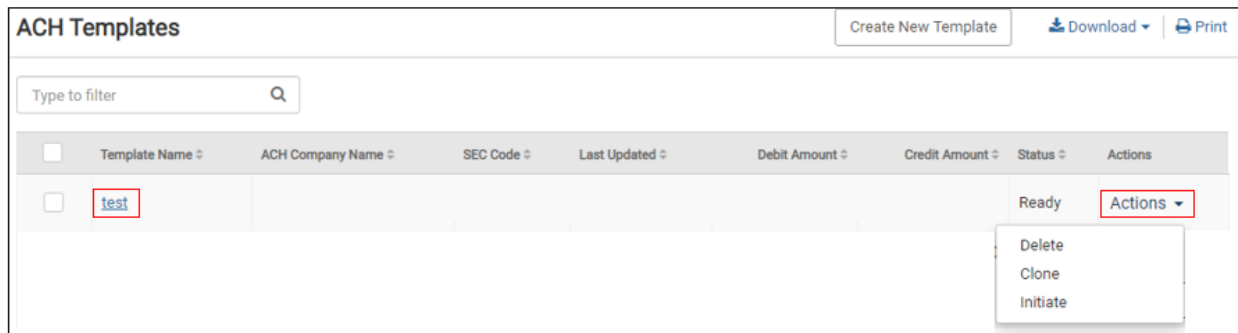 ACH Templates Create New Template Download Print
Type to filter
Template Name ACH Company Name SEC Code Last Updated Debit Amount Credit Amount Status Actions
test Ready Actions
Delete
Clone
Initiate